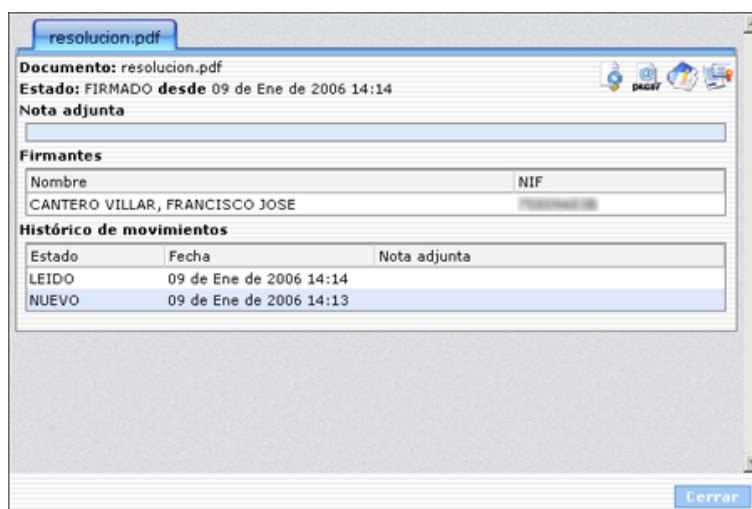 resolucion.pdf
Documento: resolucion.pdf
Estado: FIRMADO desde 09 de Ene de 2006 14:14
PKCS7
Nota adjunta
Firmantes
Nombre NIF
CANTERO VILLAR, FRANCISCO JOSE
Histórico de movimientos
Estado Fecha Nota adjunta
LEIDO 09 de Ene de 2006 14:14
NUEVO 09 de Ene de 2006 14:13
Cerrar